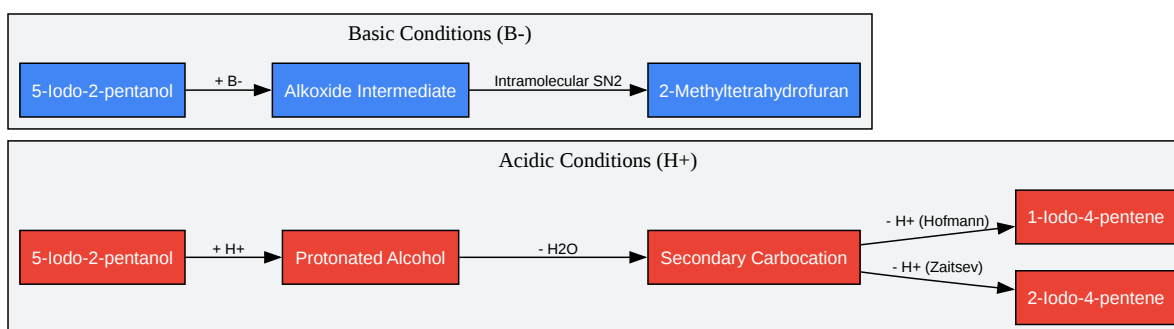 Basic Conditions (B-)
5-Iodo-2-pentanol
+ B-
Alkoxide Intermediate
Intramolecular SN2
2-Methyltetrahydrofuran
Acidic Conditions (H+)
5-Iodo-2-pentanol
+ H+
Protonated Alcohol
- H2O
Secondary Carbocation
- H+ (Hofmann)
1-Iodo-4-pentene
- H+ (Zaitsev)
2-Iodo-4-pentene